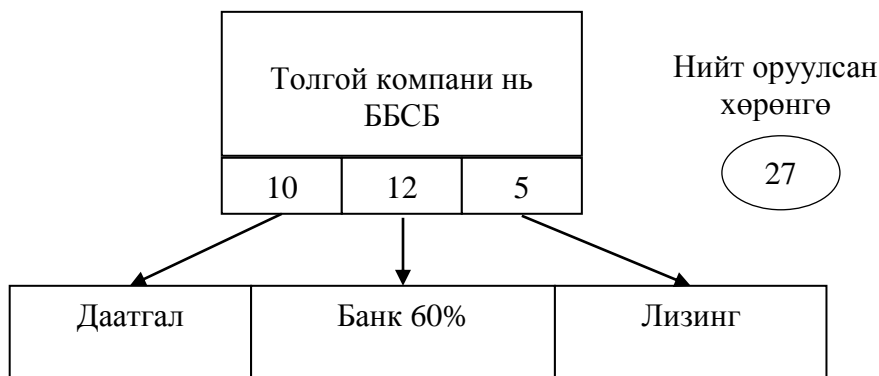 Толгой компани нь
ББСБ
Нийт оруулсан
хөрөнгө
10 12 5
27
Даатгал Банк 60% Лизинг